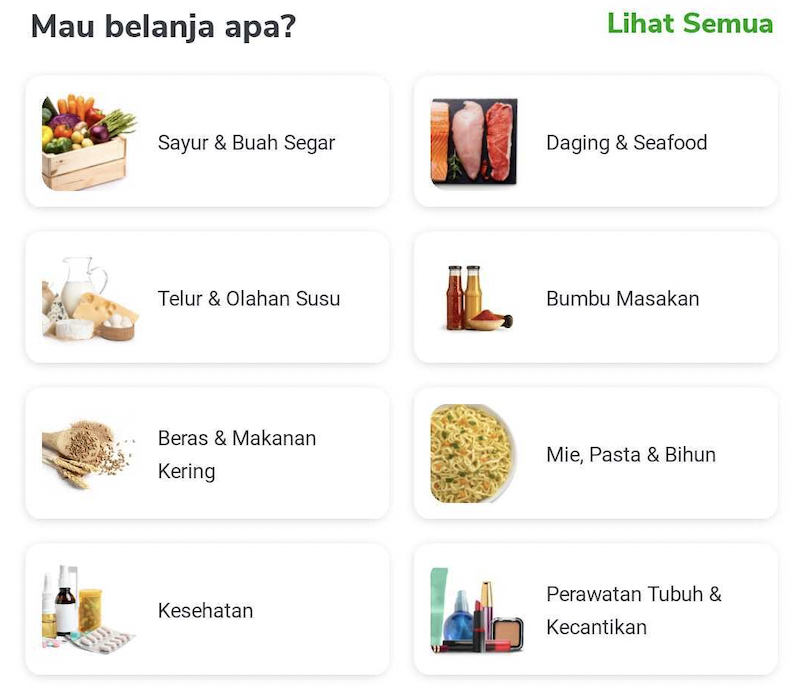 Mau belanja apa?
Lihat Semua
Sayur & Buah Segar
Daging & Seafood
Telur & Olahan Susu
Bumbu Masakan
Beras & Makanan
Kering
Mie, Pasta & Bihun
Kesehatan
Perawatan Tubuh &
Kecantikan